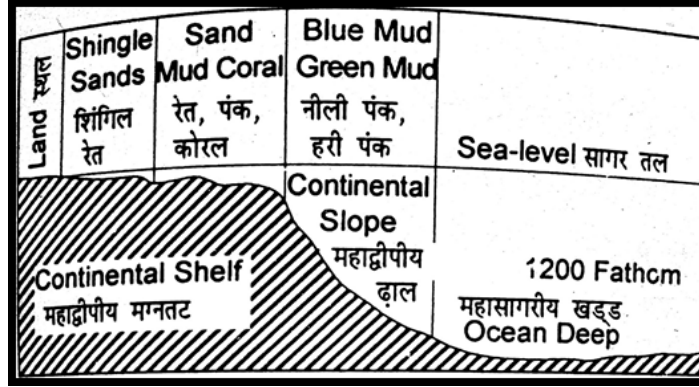 Land स्थल
Shingle
Sands
शिंगिल
रेत
Sand
Mud Coral
रेत, पंक,
कोरल
Blue Mud
Green Mud
नीली पंक,
हरी पंक
Sea-level सागर तल
Continental
Slope
महाद्वीपीय
ढ़ाल
Continental Shelf
महाद्वीपीय मग्नतट
1200 Fathom
महासागरीय खड्ड
Ocean Deep